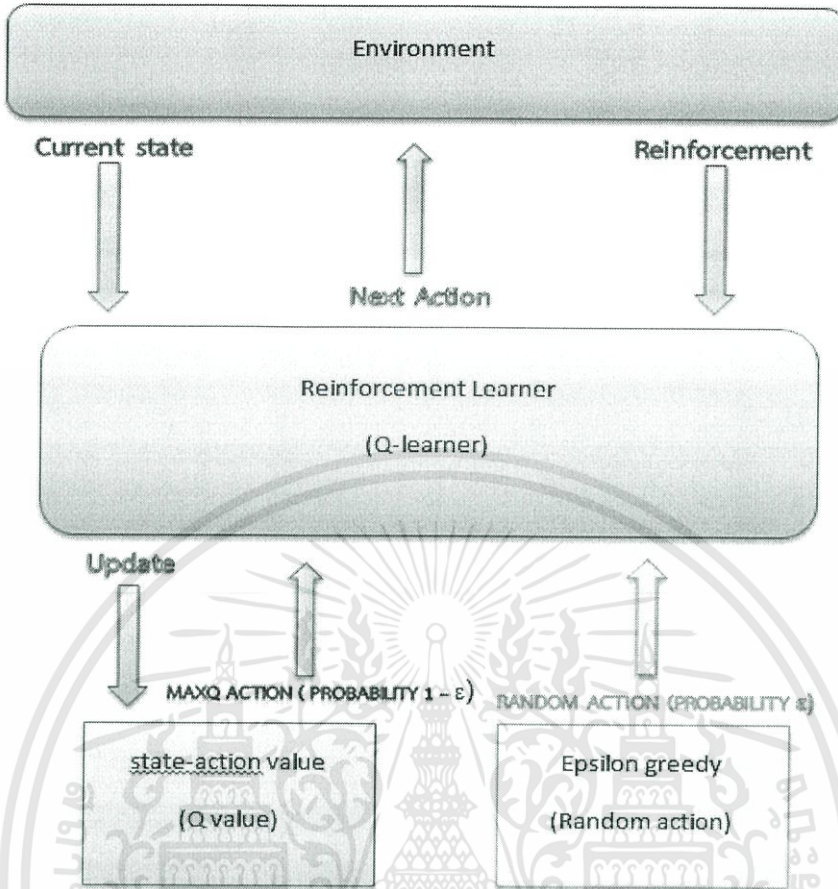 Environment
Current state
Reinforcement
Next Action
Reinforcement Learner
(Q-learner)
Update
MAXQ ACTION ( PROBABILITY 1 – ε)
RANDOM ACTION (PROBABILITY ε)
state-action value
(Q value)
Epsilon greedy
(Random action)